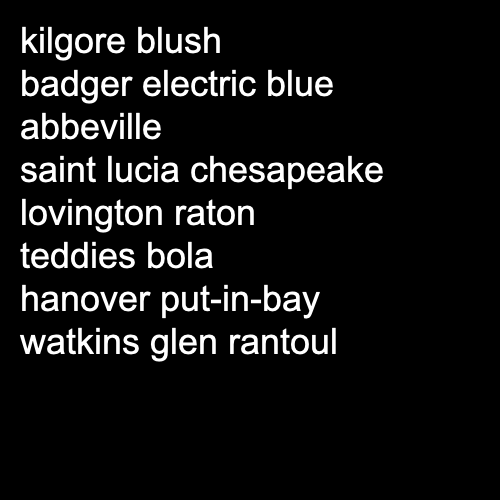 kilgore blush
badger electric blue
abbeville
saint lucia chesapeake
lovington raton
teddies bola
hanover put-in-bay
watkins glen rantoul